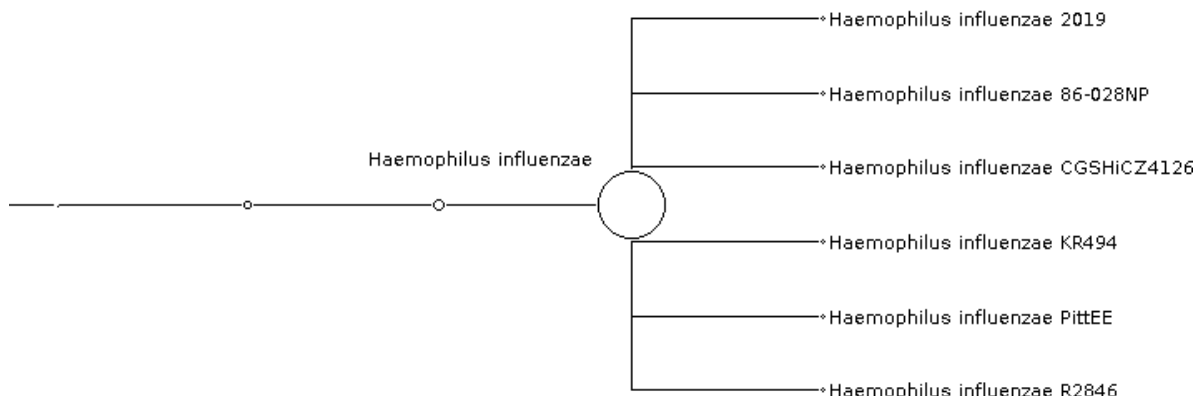 Haemophilus influenzae 2019
Haemophilus influenzae 86-028NP
Haemophilus influenzae
Haemophilus influenzae CGSHiCZ4126
Haemophilus influenzae KR494
Haemophilus influenzae PittEE
Haemophilus influenzae R2846